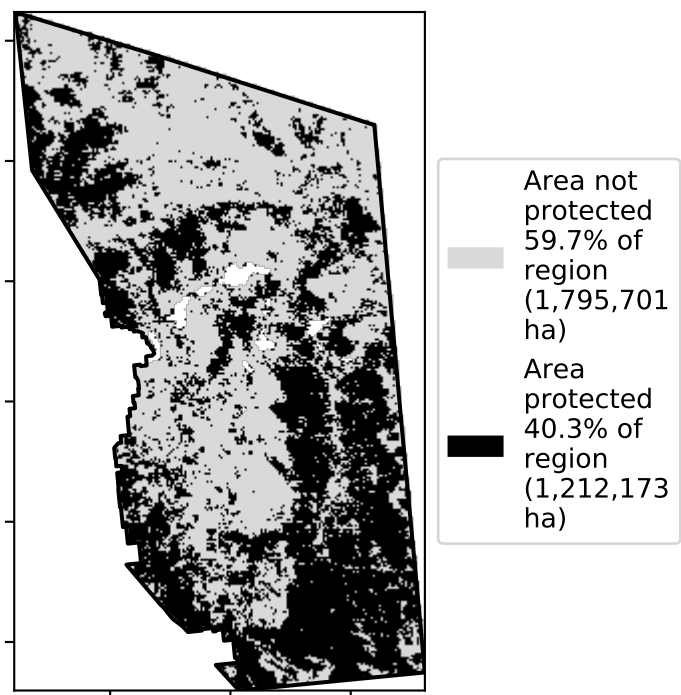 Area not
protected
59.7% of
region
(1,795,701
ha)
Area
protected
40.3% of
region
(1,212,173
ha)